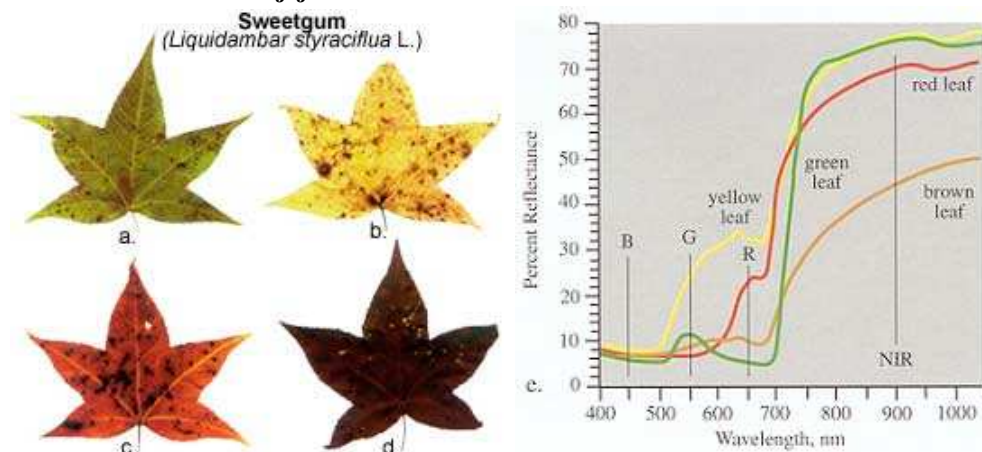 Sweetgum
(Liquidambar styraciflua L.)
a.
b.
c
d
e.
Percent Reflectance
80
70
60
50
40
30
20
10
0
B
G
R
NIR
yellow
leaf
green
leaf
red leaf
brown
leaf
400
500
600
700
800
900
1000
Wavelength, nm